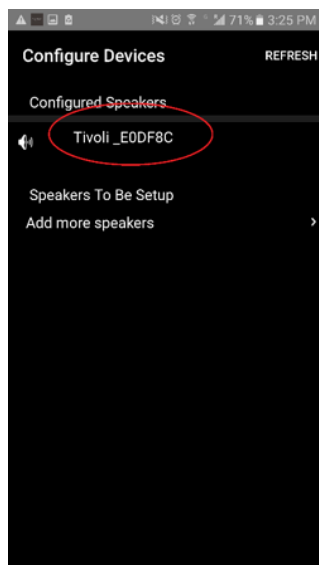 71% 3:25 PM
Configure Devices REFRESH
Configured Speakers
Tivoli _E0DF8C
Speakers To Be Setup
Add more speakers